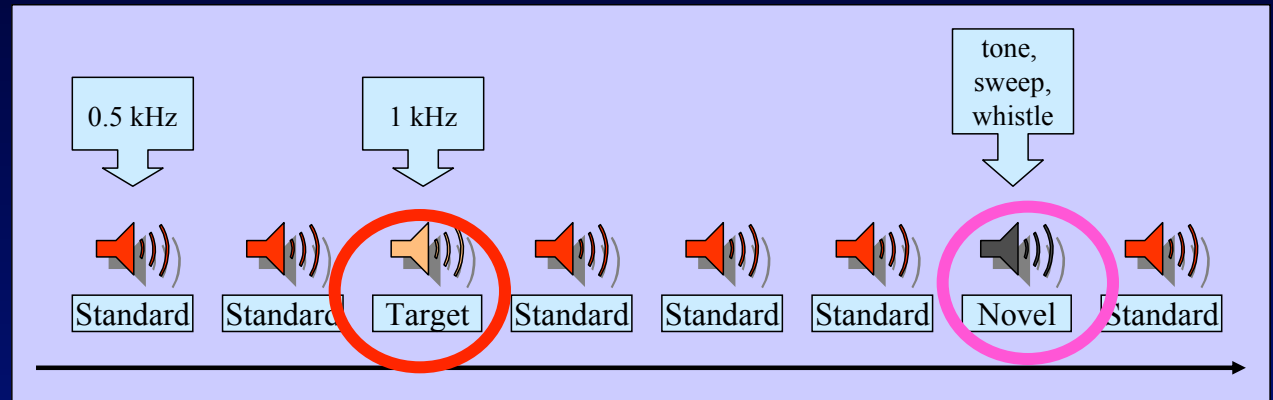 tone,
sweep,
whistle
0.5 kHz
1 kHz
Standard
Standard
Target
Standard
Standard
Standard
Novel
Standard